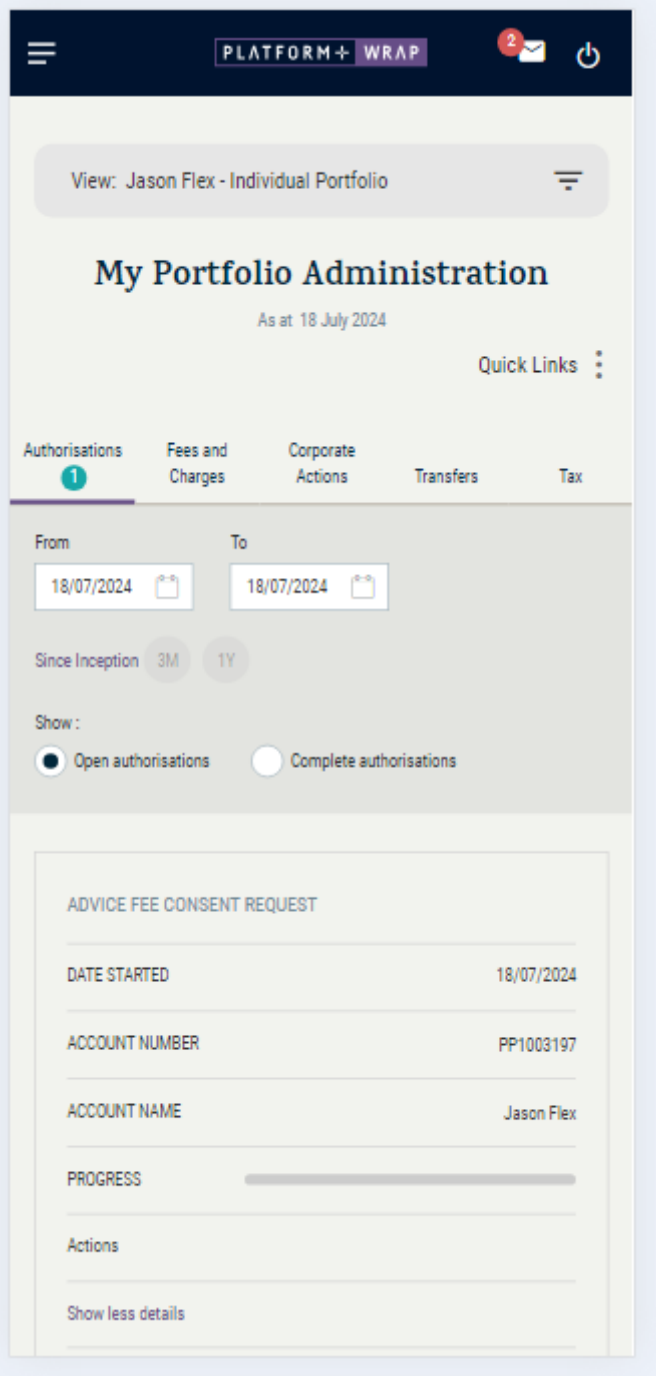 PLATFORM+ WRAP
2
View: Jason Flex - Individual Portfolio
My Portfolio Administration
As at 18 July 2024
Quick Links
Authorisations 1
Fees and Charges
Corporate Actions
Transfers
Tax
From To
18/07/2024 18/07/2024
Since Inception 3M 1Y
Show :
Open authorisations Complete authorisations
ADVICE FEE CONSENT REQUEST
DATE STARTED 18/07/2024
ACCOUNT NUMBER PP1003197
ACCOUNT NAME Jason Flex
PROGRESS
Actions
Show less details